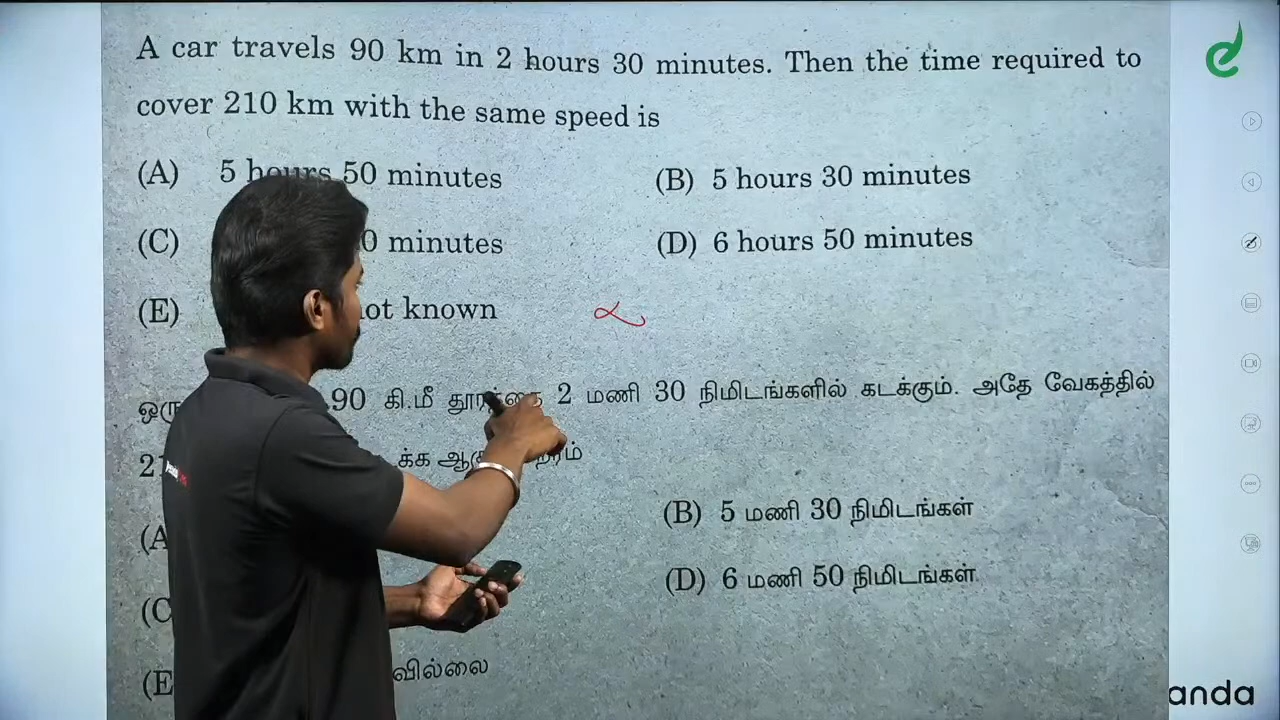 A car travels 90 km in 2 hours 30 minutes. Then the time required to
cover 210 km with the same speed is
(A) 5 hours 50 minutes
(B) 5 hours 30 minutes
(C) 0 minutes
(D) 6 hours 50 minutes
(E) not known
90 கி.மீ தூரத்தை 2 மணி 30 நிமிடங்களில் கடக்கும். அதே வேகத்தில்
(B) 5 மணி 30 நிமிடங்கள்
(D) 6 மணி 50 நிமிடங்கள்
(E வில்லை
anda